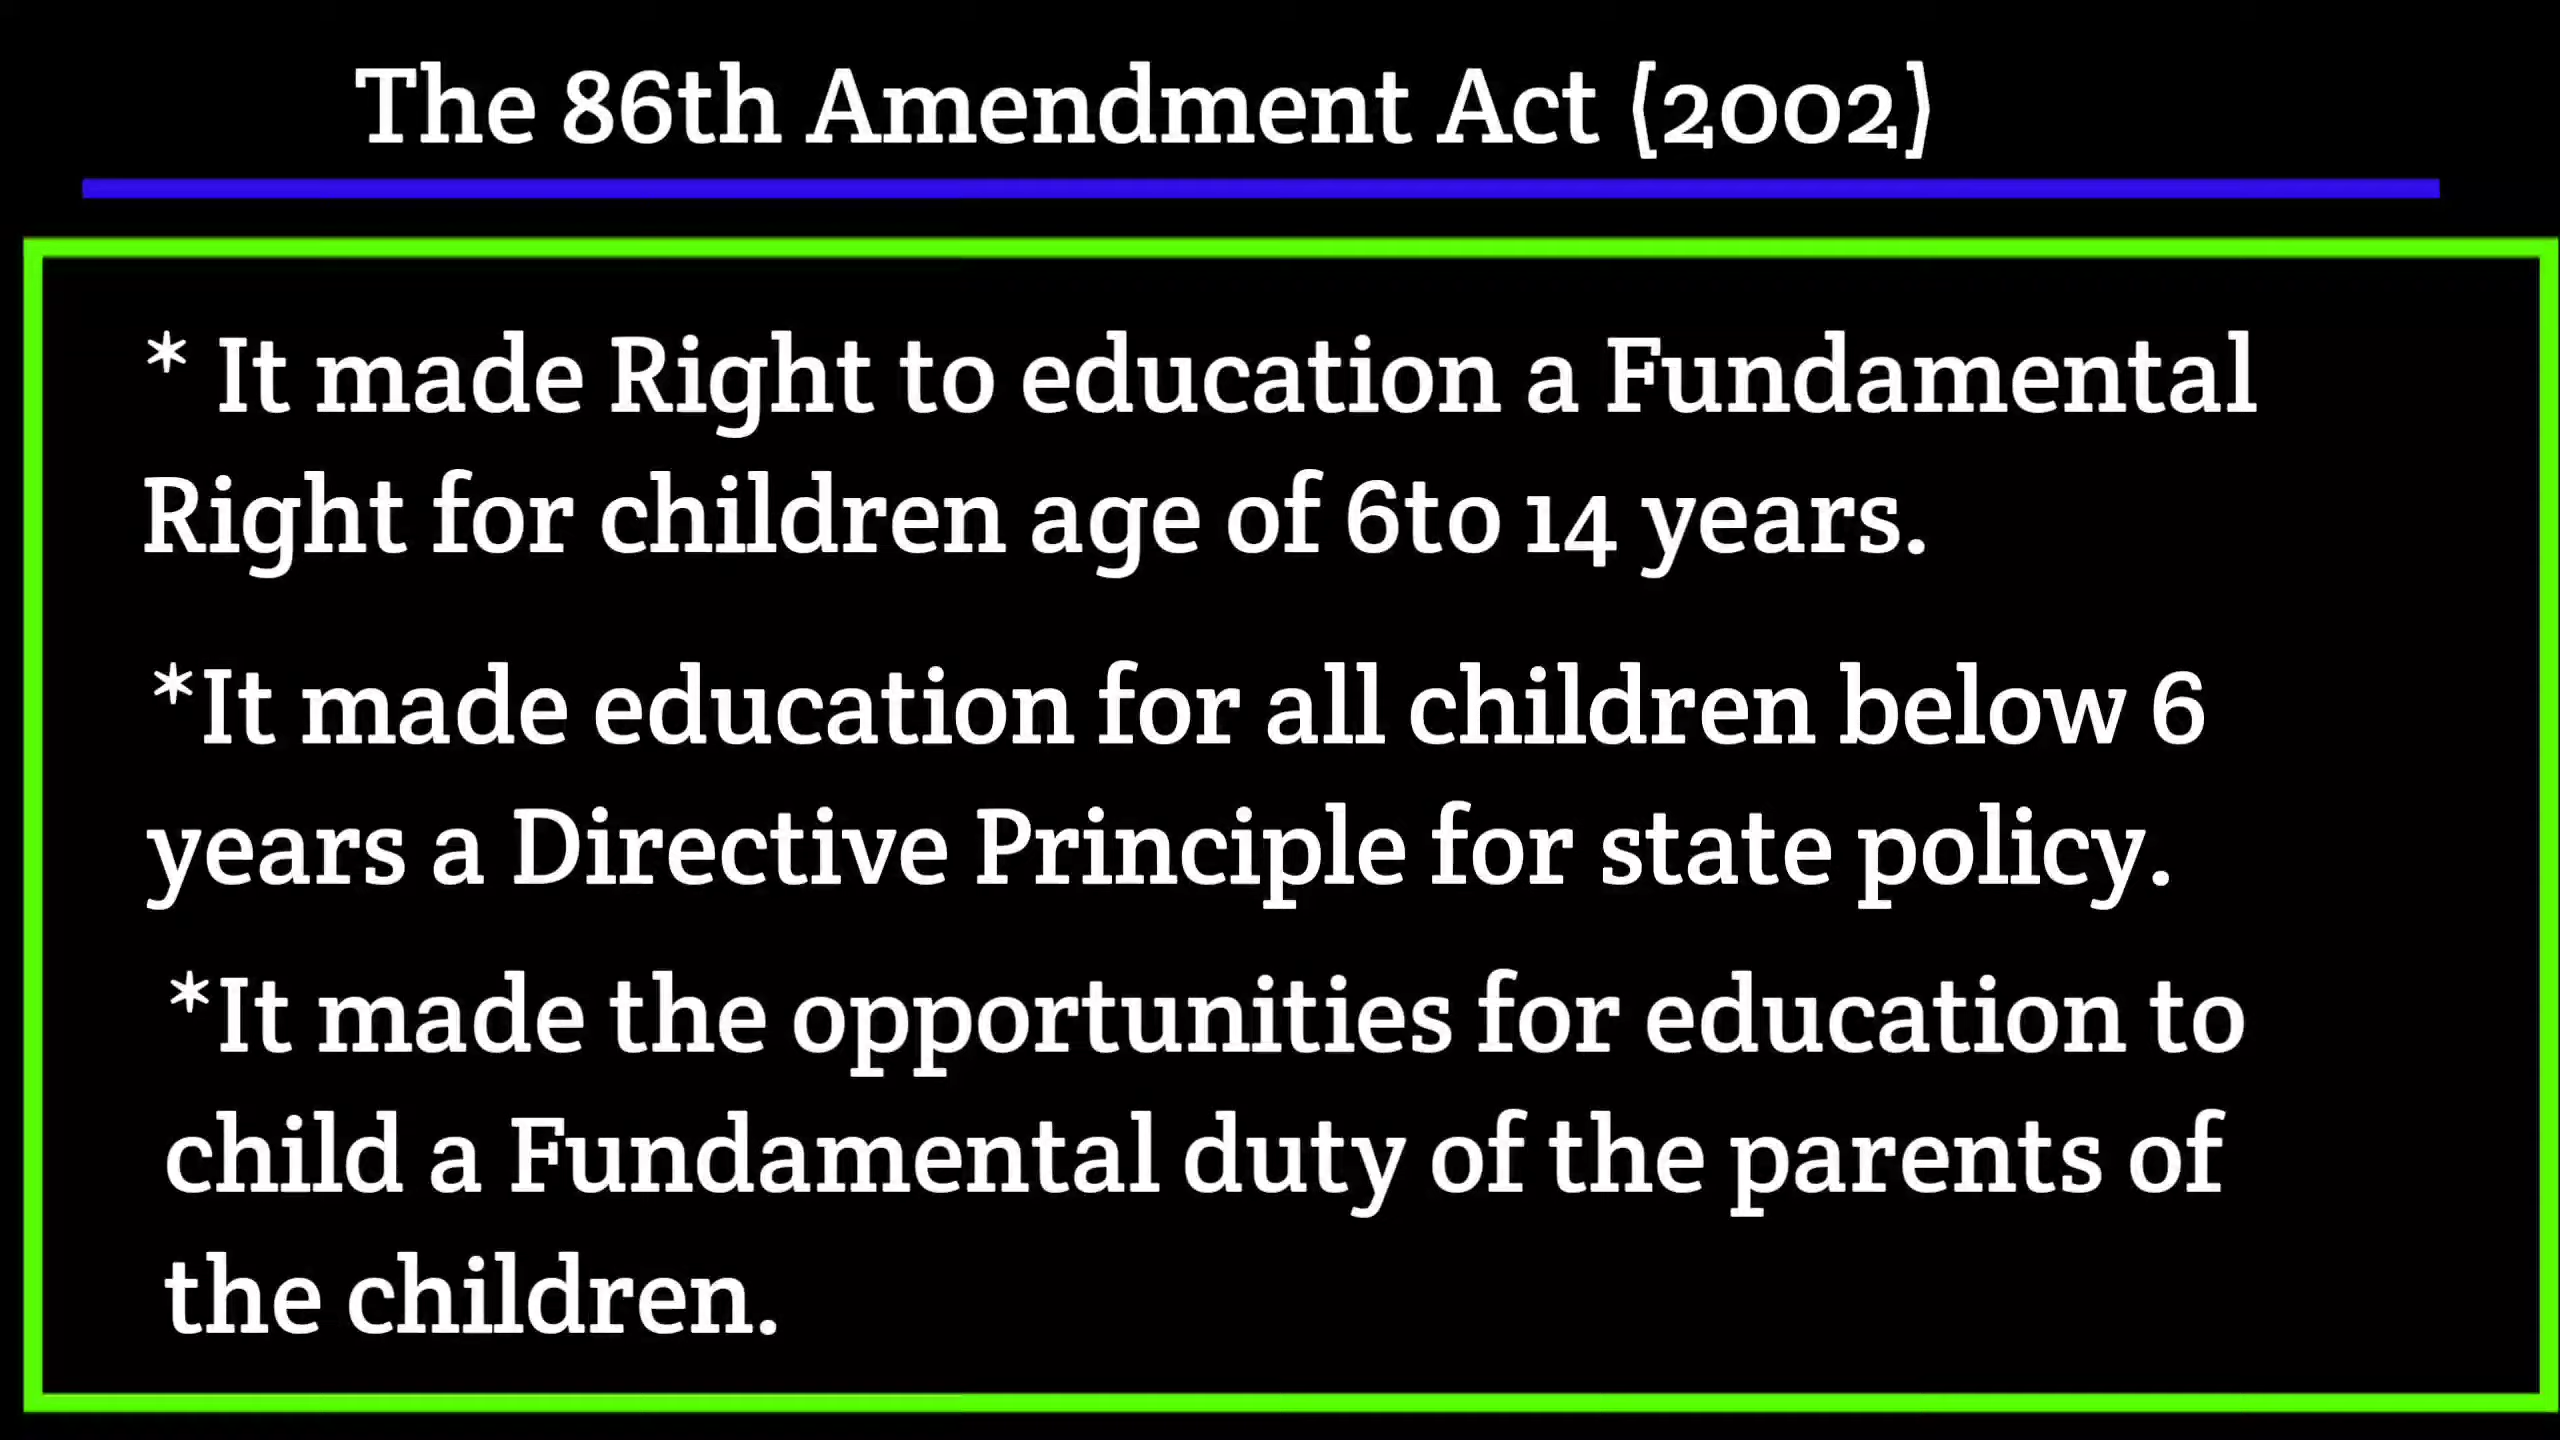 The 86th Amendment Act (2002)
* It made Right to education a Fundamental
Right for children age of 6to 14 years.
*It made education for all children below 6
years a Directive Principle for state policy.
*It made the opportunities for education to
child a Fundamental duty of the parents of
the children.